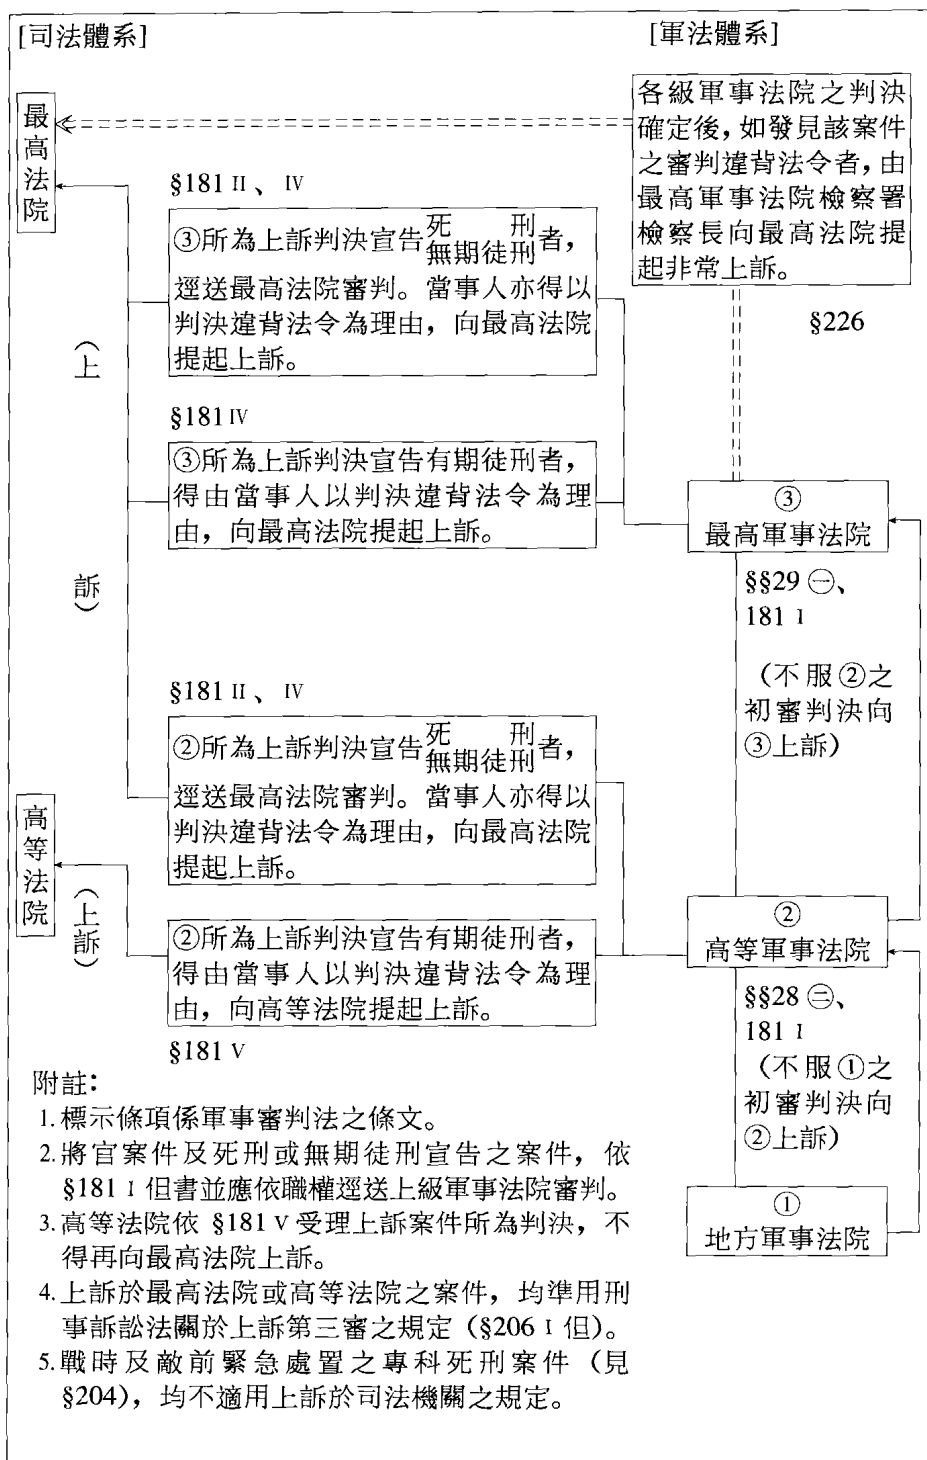 [司法體系]
[軍法體系]
最高法院
各級軍事法院之判決
確定後，如發見該案件
之審判違背法令者，由
最高軍事法院檢察署
檢察長向最高法院提
起非常上訴。
§226
§181 II、IV
③所為上訴判決宣告死刑無期徒刑者，
逕送最高法院審判。當事人亦得以
判決違背法令為理由，向最高法院
提起上訴。
（上訴）
§181 IV
③所為上訴判決宣告有期徒刑者，
得由當事人以判決違背法令為理
由，向最高法院提起上訴。
③
最高軍事法院
§§29 ㊀、
181 I
（不服②之
初審判決向
③上訴）
§181 II、IV
②所為上訴判決宣告死刑無期徒刑者，
逕送最高法院審判。當事人亦得以
判決違背法令為理由，向最高法院
提起上訴。
高等法院
（上訴）
②所為上訴判決宣告有期徒刑者，
得由當事人以判決違背法令為理
由，向高等法院提起上訴。
§181 V
②
高等軍事法院
§§28 ㊁、
181 I
（不服①之
初審判決向
②上訴）
①
地方軍事法院
附註：
1.標示條項係軍事審判法之條文。
2.將官案件及死刑或無期徒刑宣告之案件，依
§181 I 但書並應依職權逕送上級軍事法院審判。
3.高等法院依 §181 V 受理上訴案件所為判決，不
得再向最高法院上訴。
4.上訴於最高法院或高等法院之案件，均準用刑
事訴訟法關於上訴第三審之規定（§206 I 但）。
5.戰時及敵前緊急處置之專科死刑案件（見
§204），均不適用上訴於司法機關之規定。